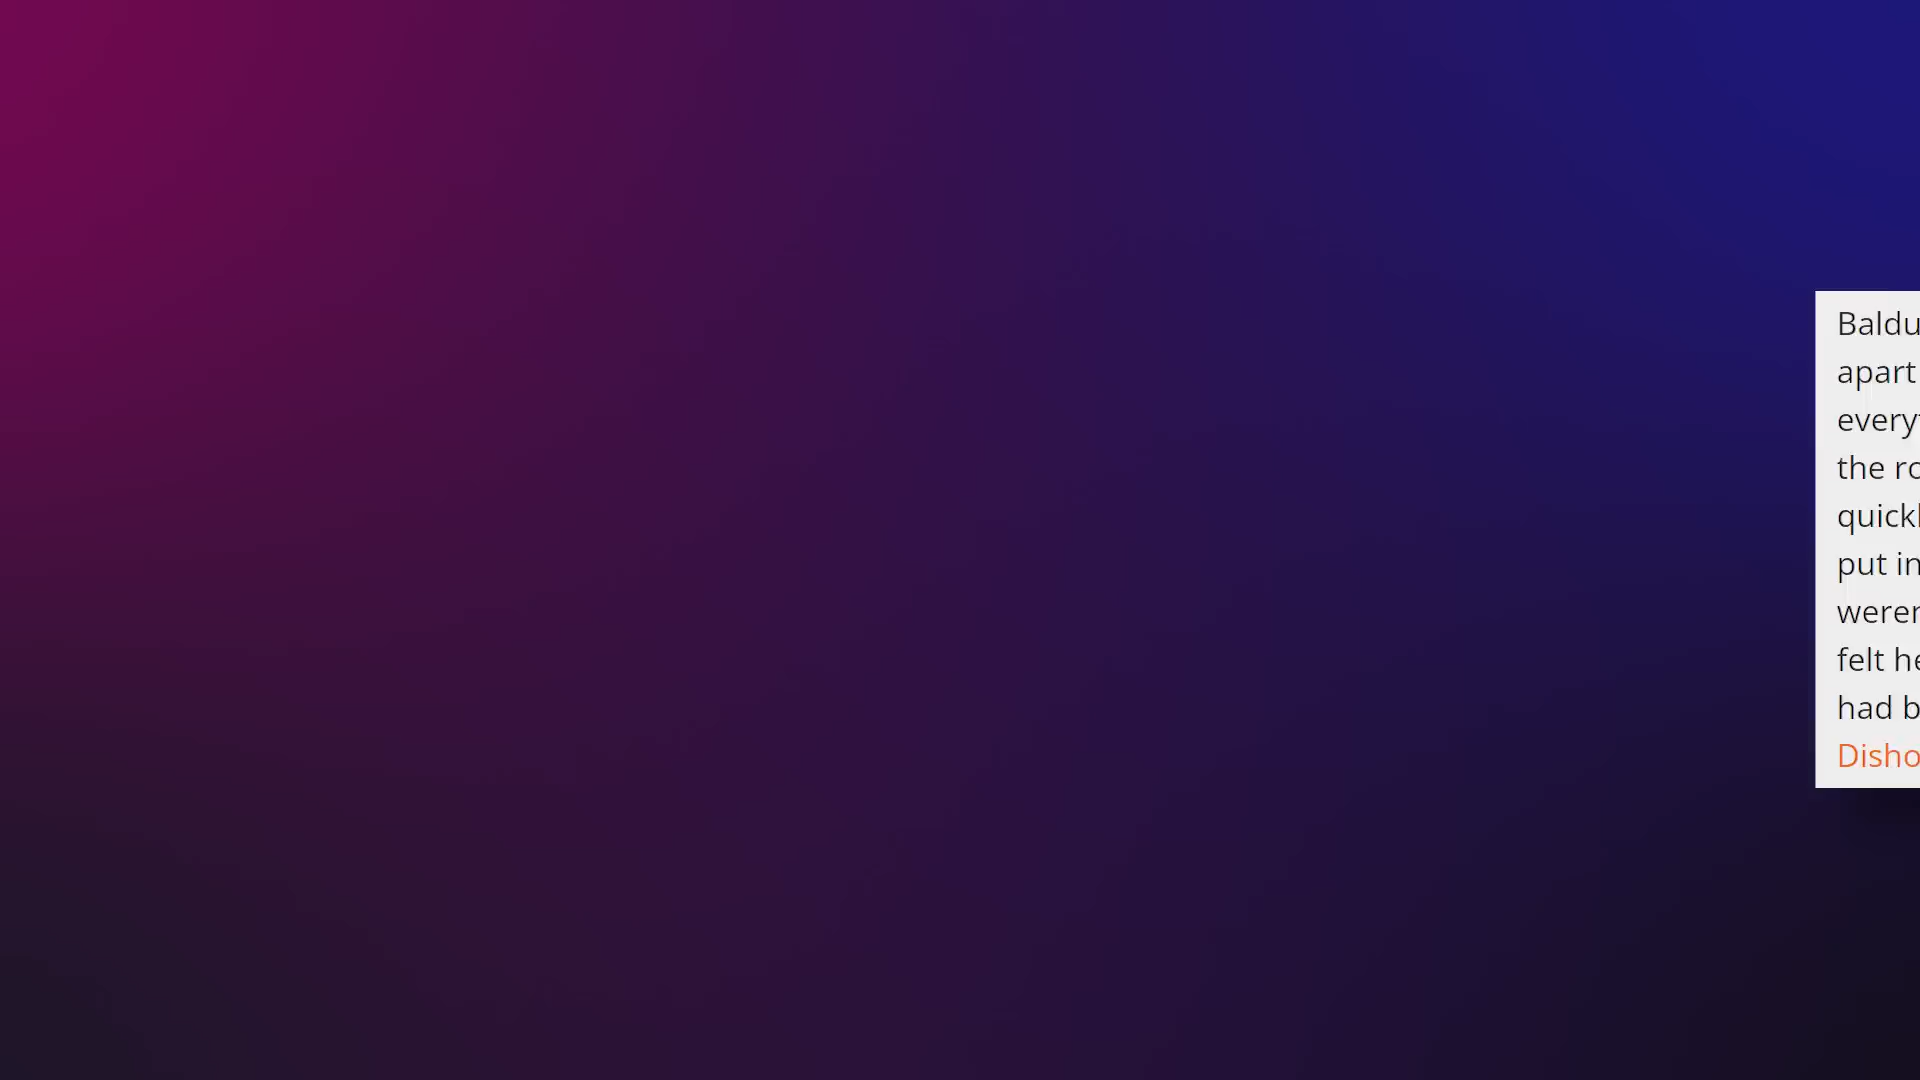 Baldu
apart
every
the ro
quickl
put in
weren
felt he
had b
Disho